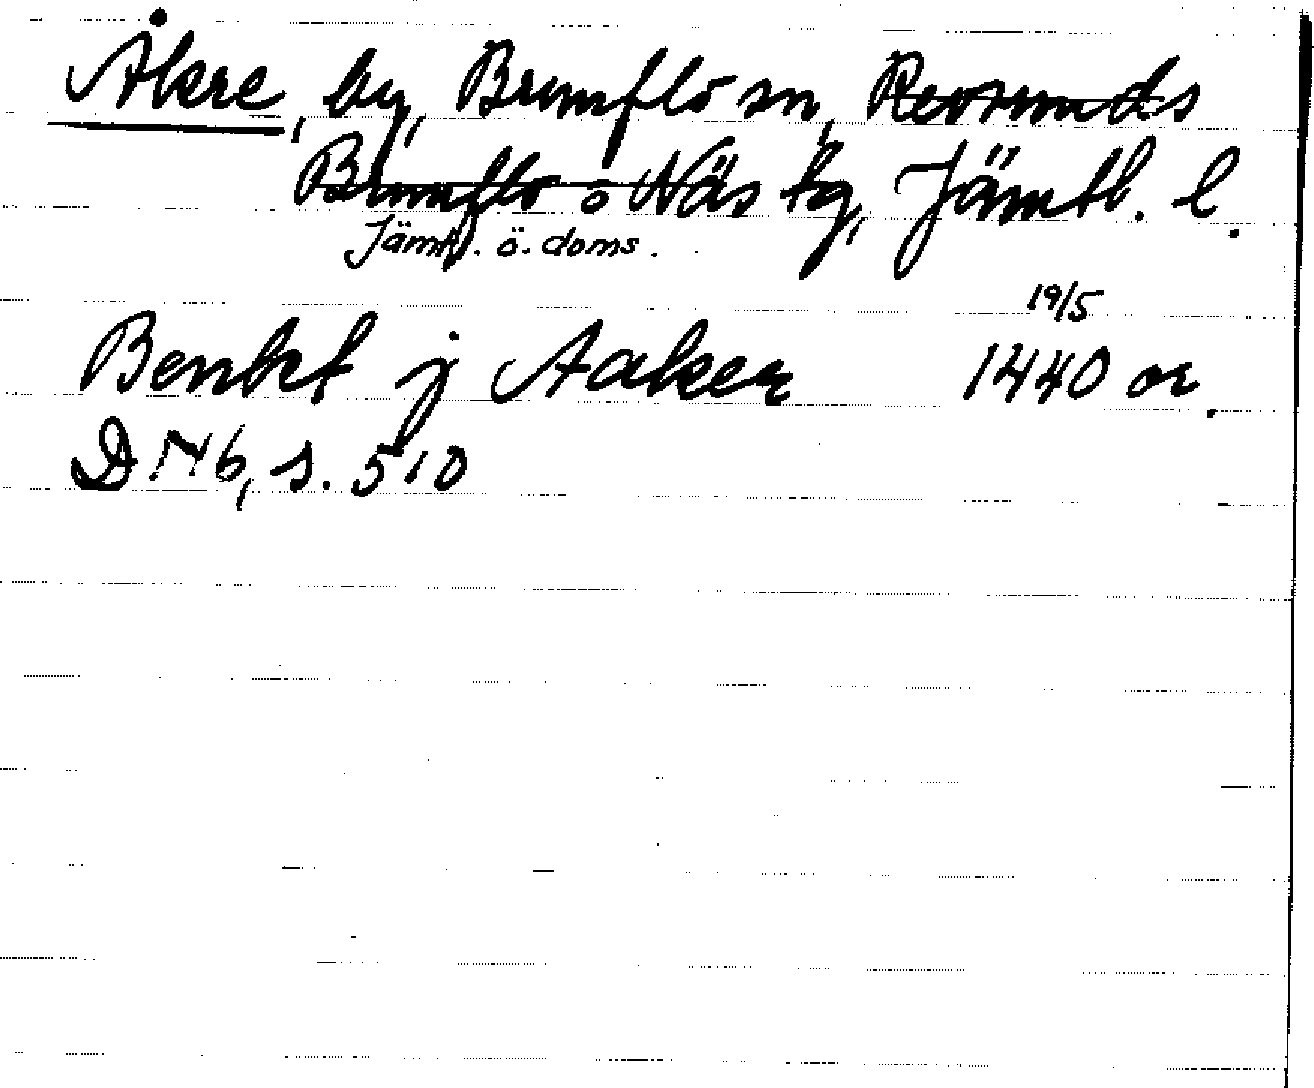 Åkre, by, Brunflo sn, Revsunds
Brunflo o Näs tg, Jämtl. l.
Jämtl. ö. doms.
19/5
Benkt j Aaker 1440 or.
DN 6, s. 510